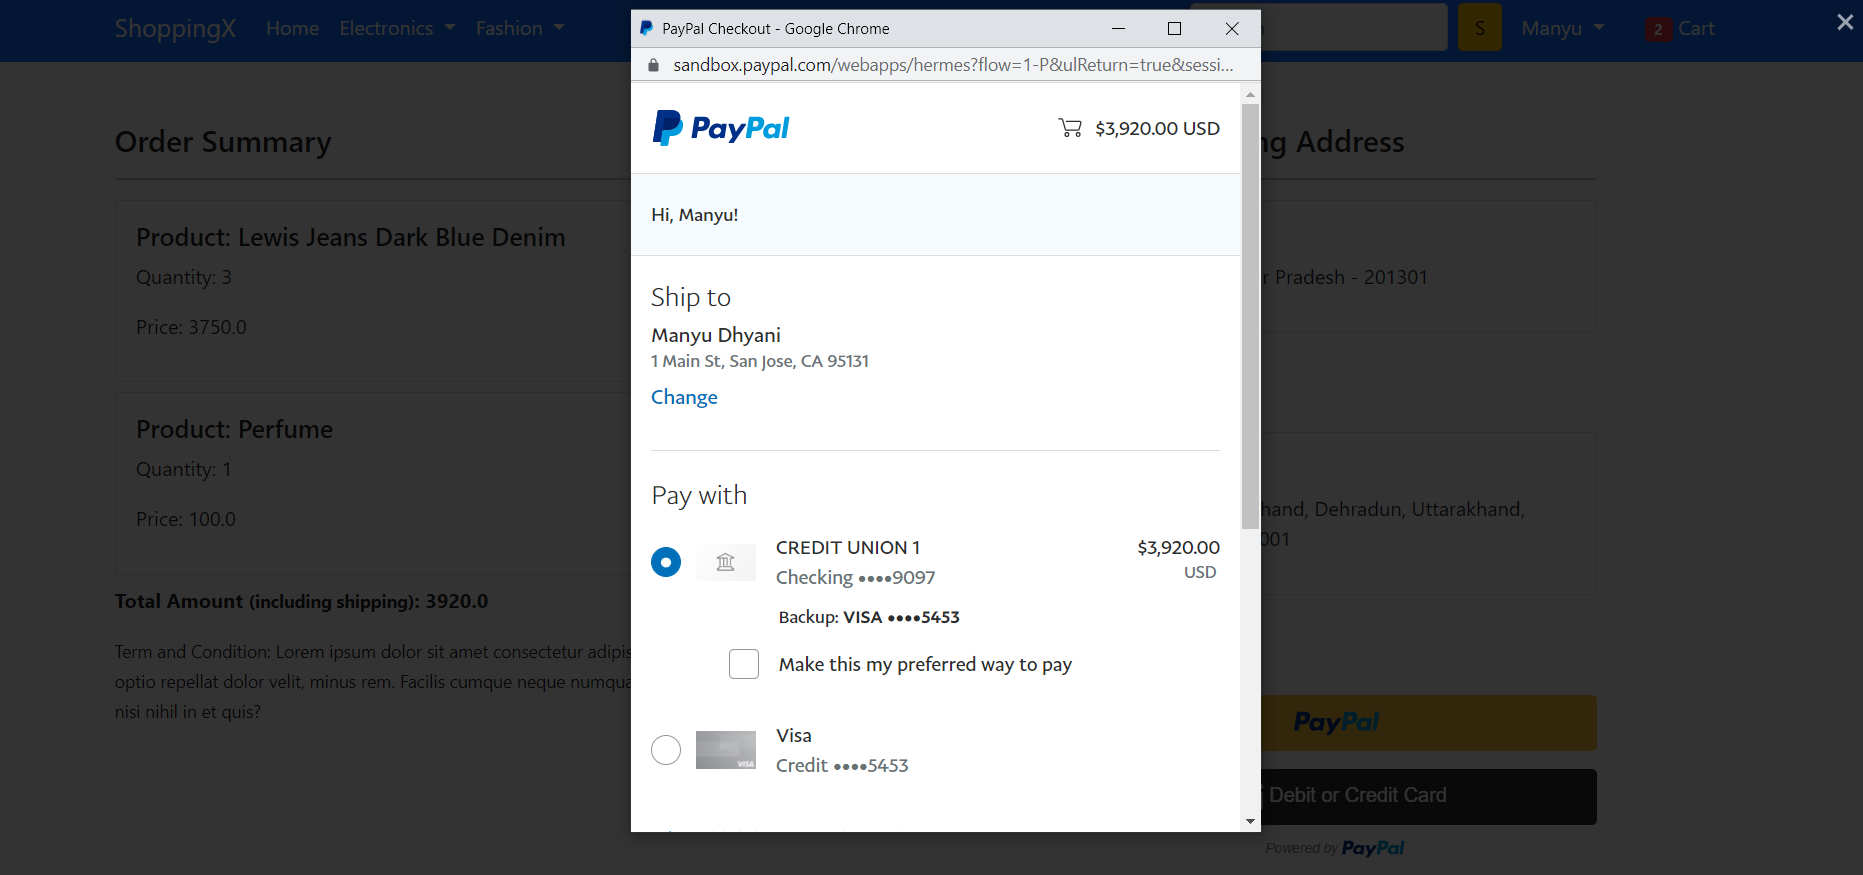 ShoppingX Home Electronics Fashion
S Manyu 2 Cart
PayPal Checkout - Google Chrome
sandbox.paypal.com/webapps/hermes?flow=1-P&ulReturn=true&sessi...
PayPal
$3,920.00 USD
Hi, Manyu!
Ship to
Manyu Dhyani
1 Main St, San Jose, CA 95131
Change
Pay with
CREDIT UNION 1
$3,920.00
Checking ••••9097
USD
Backup: VISA ••••5453
Make this my preferred way to pay
Visa
VISA
Credit ••••5453
Order Summary
Product: Lewis Jeans Dark Blue Denim
Quantity: 3
Price: 3750.0
Product: Perfume
Quantity: 1
Price: 100.0
Total Amount (including shipping): 3920.0
Term and Condition: Lorem ipsum dolor sit amet consectetur adipis
optio repellat dolor velit, minus rem. Facilis cumque neque numqua
nisi nihil in et quis?
ng Address
r Pradesh - 201301
hand, Dehradun, Uttarakhand,
001
PayPal
Debit or Credit Card
Powered by PayPal